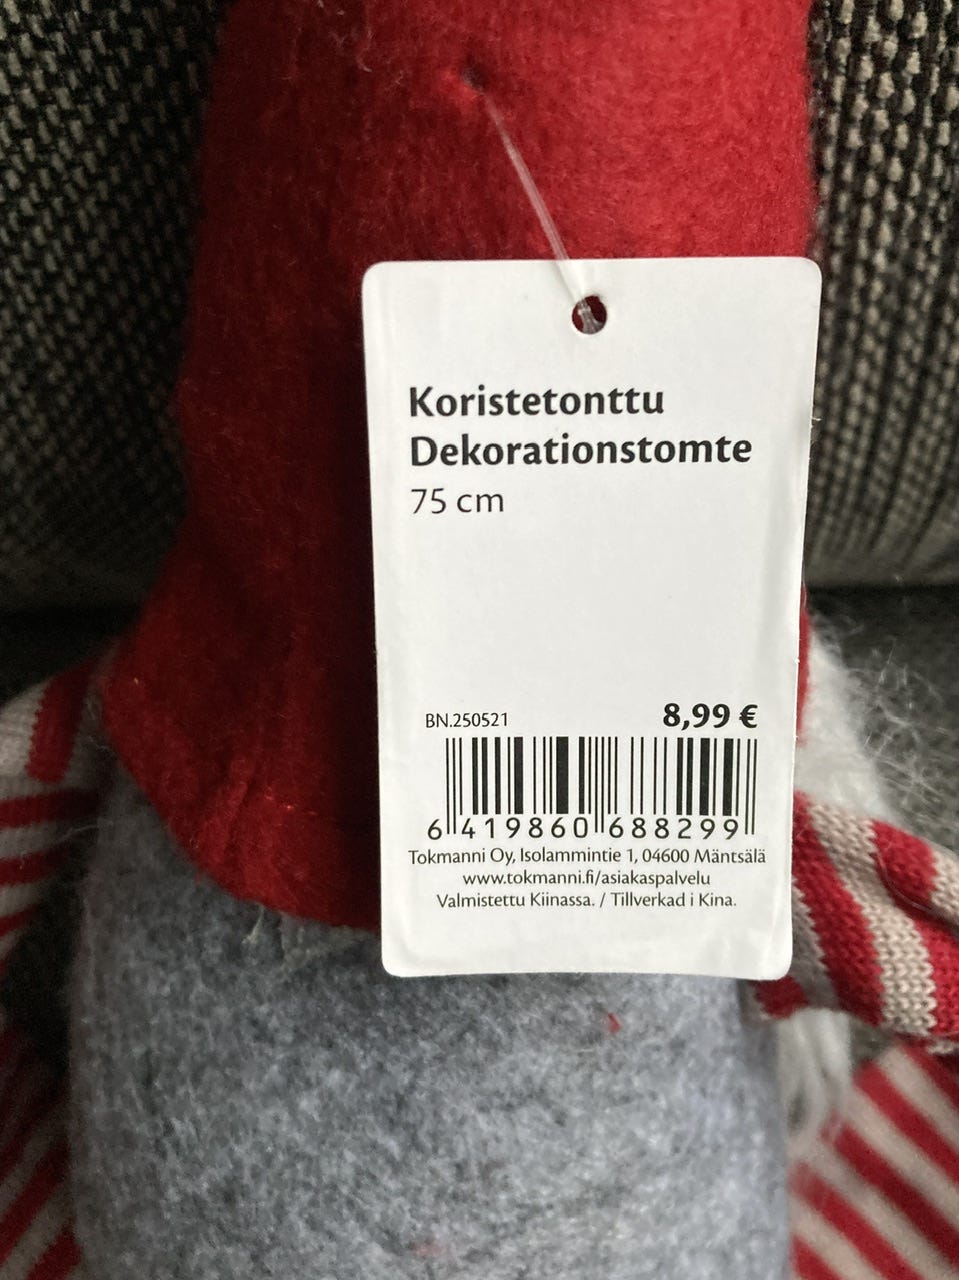 Koristetonttu
Dekorationstomte
75 cm
BN.250521
8,99 €
6 419860 688299
Tokmanni Oy, Isolammintie 1, 04600 Mäntsälä
www.tokmanni.fi/asiakaspalvelu
Valmistettu Kiinassa. / Tillverkad i Kina.